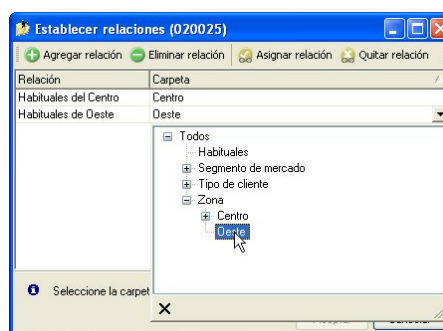 Establecer relaciones (020025)
Agregar relación Eliminar relación Asignar relación Quitar relación
Relación Carpeta
Habituales del Centro Centro
Habituales de Oeste Oeste
Todos
Habituales
Segmento de mercado
Tipo de cliente
Zona
Centro
Oeste
Seleccione la carpet